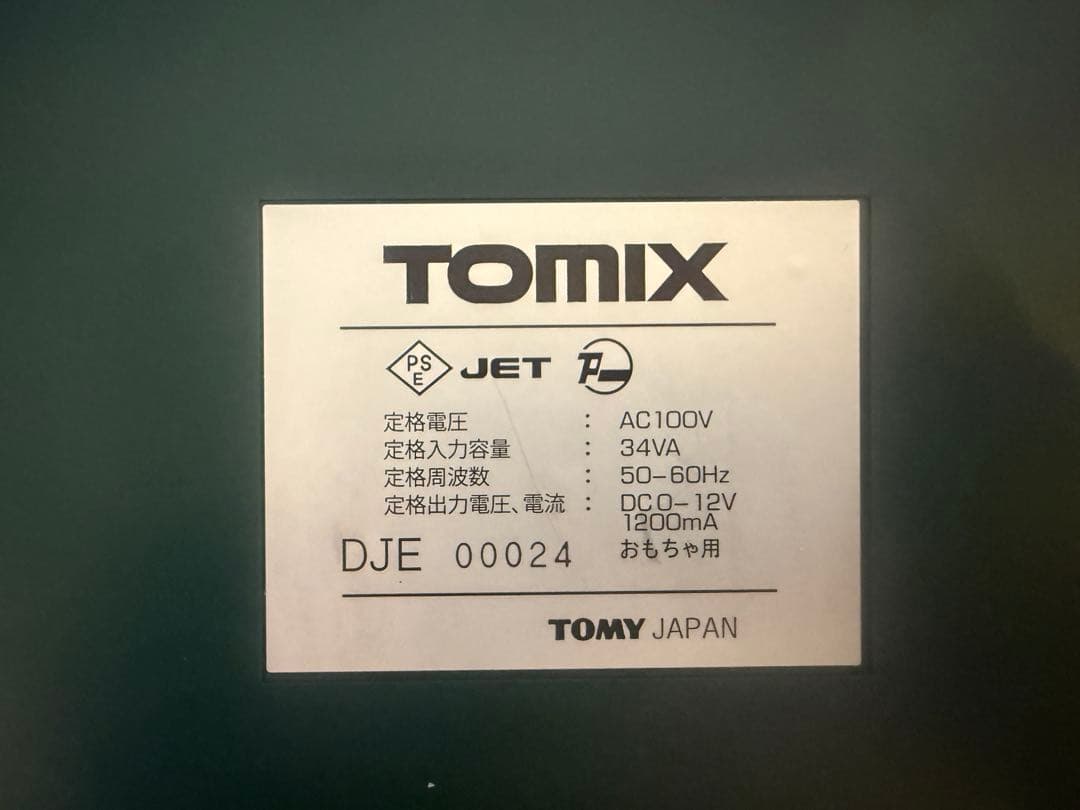 TOMIX
PS
E
JET
定格電圧 : AC100V
定格入力容量 : 34VA
定格周波数 : 50-60Hz
定格出力電圧、電流 : DC0-12V
1200mA
おもちゃ用
DJE 00024
TOMY JAPAN